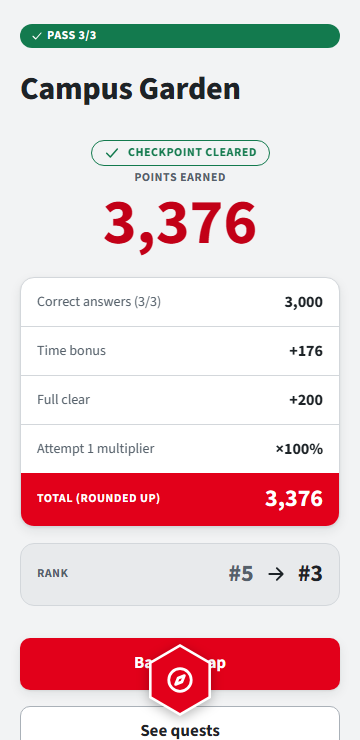 PASS 3/3
Campus Garden
CHECKPOINT CLEARED
POINTS EARNED
3,376
Correct answers (3/3) 3,000
Time bonus +176
Full clear +200
Attempt 1 multiplier ×100%
TOTAL (ROUNDED UP) 3,376
RANK #5 → #3
See quests